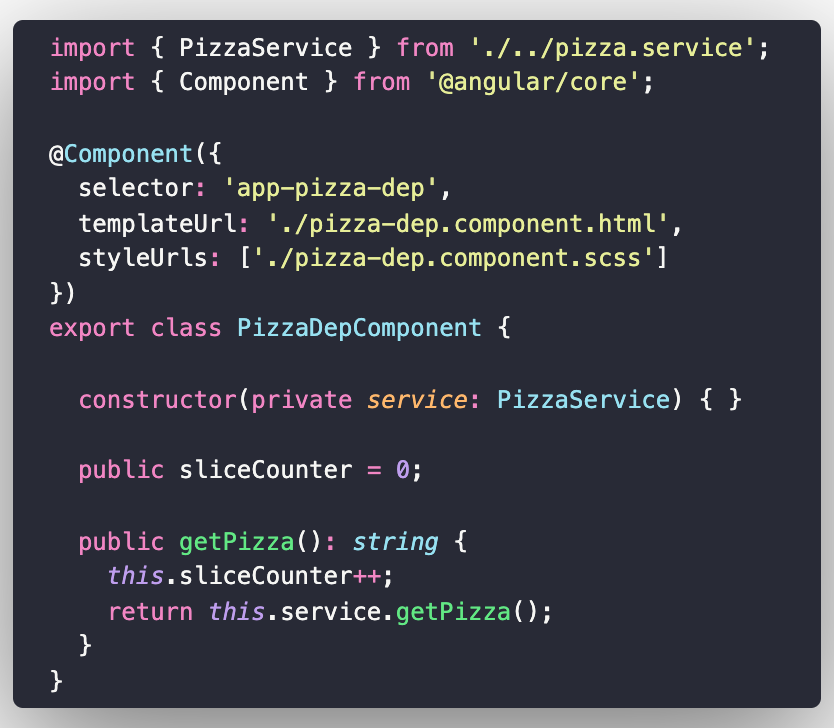 import { PizzaService } from './../pizza.service';
import { Component } from '@angular/core';
@Component({
  selector: 'app-pizza-dep',
  templateUrl: './pizza-dep.component.html',
  styleUrls: ['./pizza-dep.component.scss']
})
export class PizzaDepComponent {
  constructor(private service: PizzaService) { }
  public sliceCounter = 0;
  public getPizza(): string {
    this.sliceCounter++;
    return this.service.getPizza();
  }
}